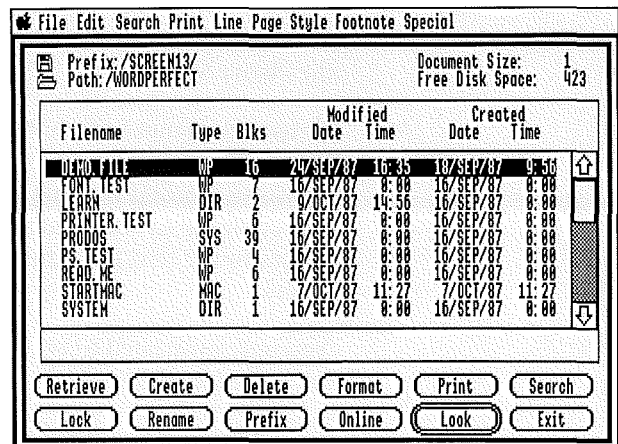 File Edit Search Print Line Page Style Footnote Special
Prefix:/SCREEN13/ Document Size: 1
Path:/WORDPERFECT Free Disk Space: 423
Modified Created
Filename Type Blks Date Time Date Time
DEMO.FILE WP 16 24/SEP/87 16:35 18/SEP/87 9:56
FONT.TEST WP 7 16/SEP/87 0:00 16/SEP/87 0:00
LEARN DIR 2 9/OCT/87 14:56 16/SEP/87 0:00
PRINTER.TEST WP 6 16/SEP/87 0:00 16/SEP/87 0:00
PRODOS SYS 39 16/SEP/87 0:00 16/SEP/87 0:00
PS.TEST WP 4 16/SEP/87 0:00 16/SEP/87 0:00
READ.ME WP 6 16/SEP/87 0:00 16/SEP/87 0:00
STARTMAC MAC 1 7/OCT/87 11:27 7/OCT/87 11:27
SYSTEM DIR 1 16/SEP/87 0:00 16/SEP/87 0:00
Retrieve Create Delete Format Print Search
Lock Rename Prefix Online Look Exit